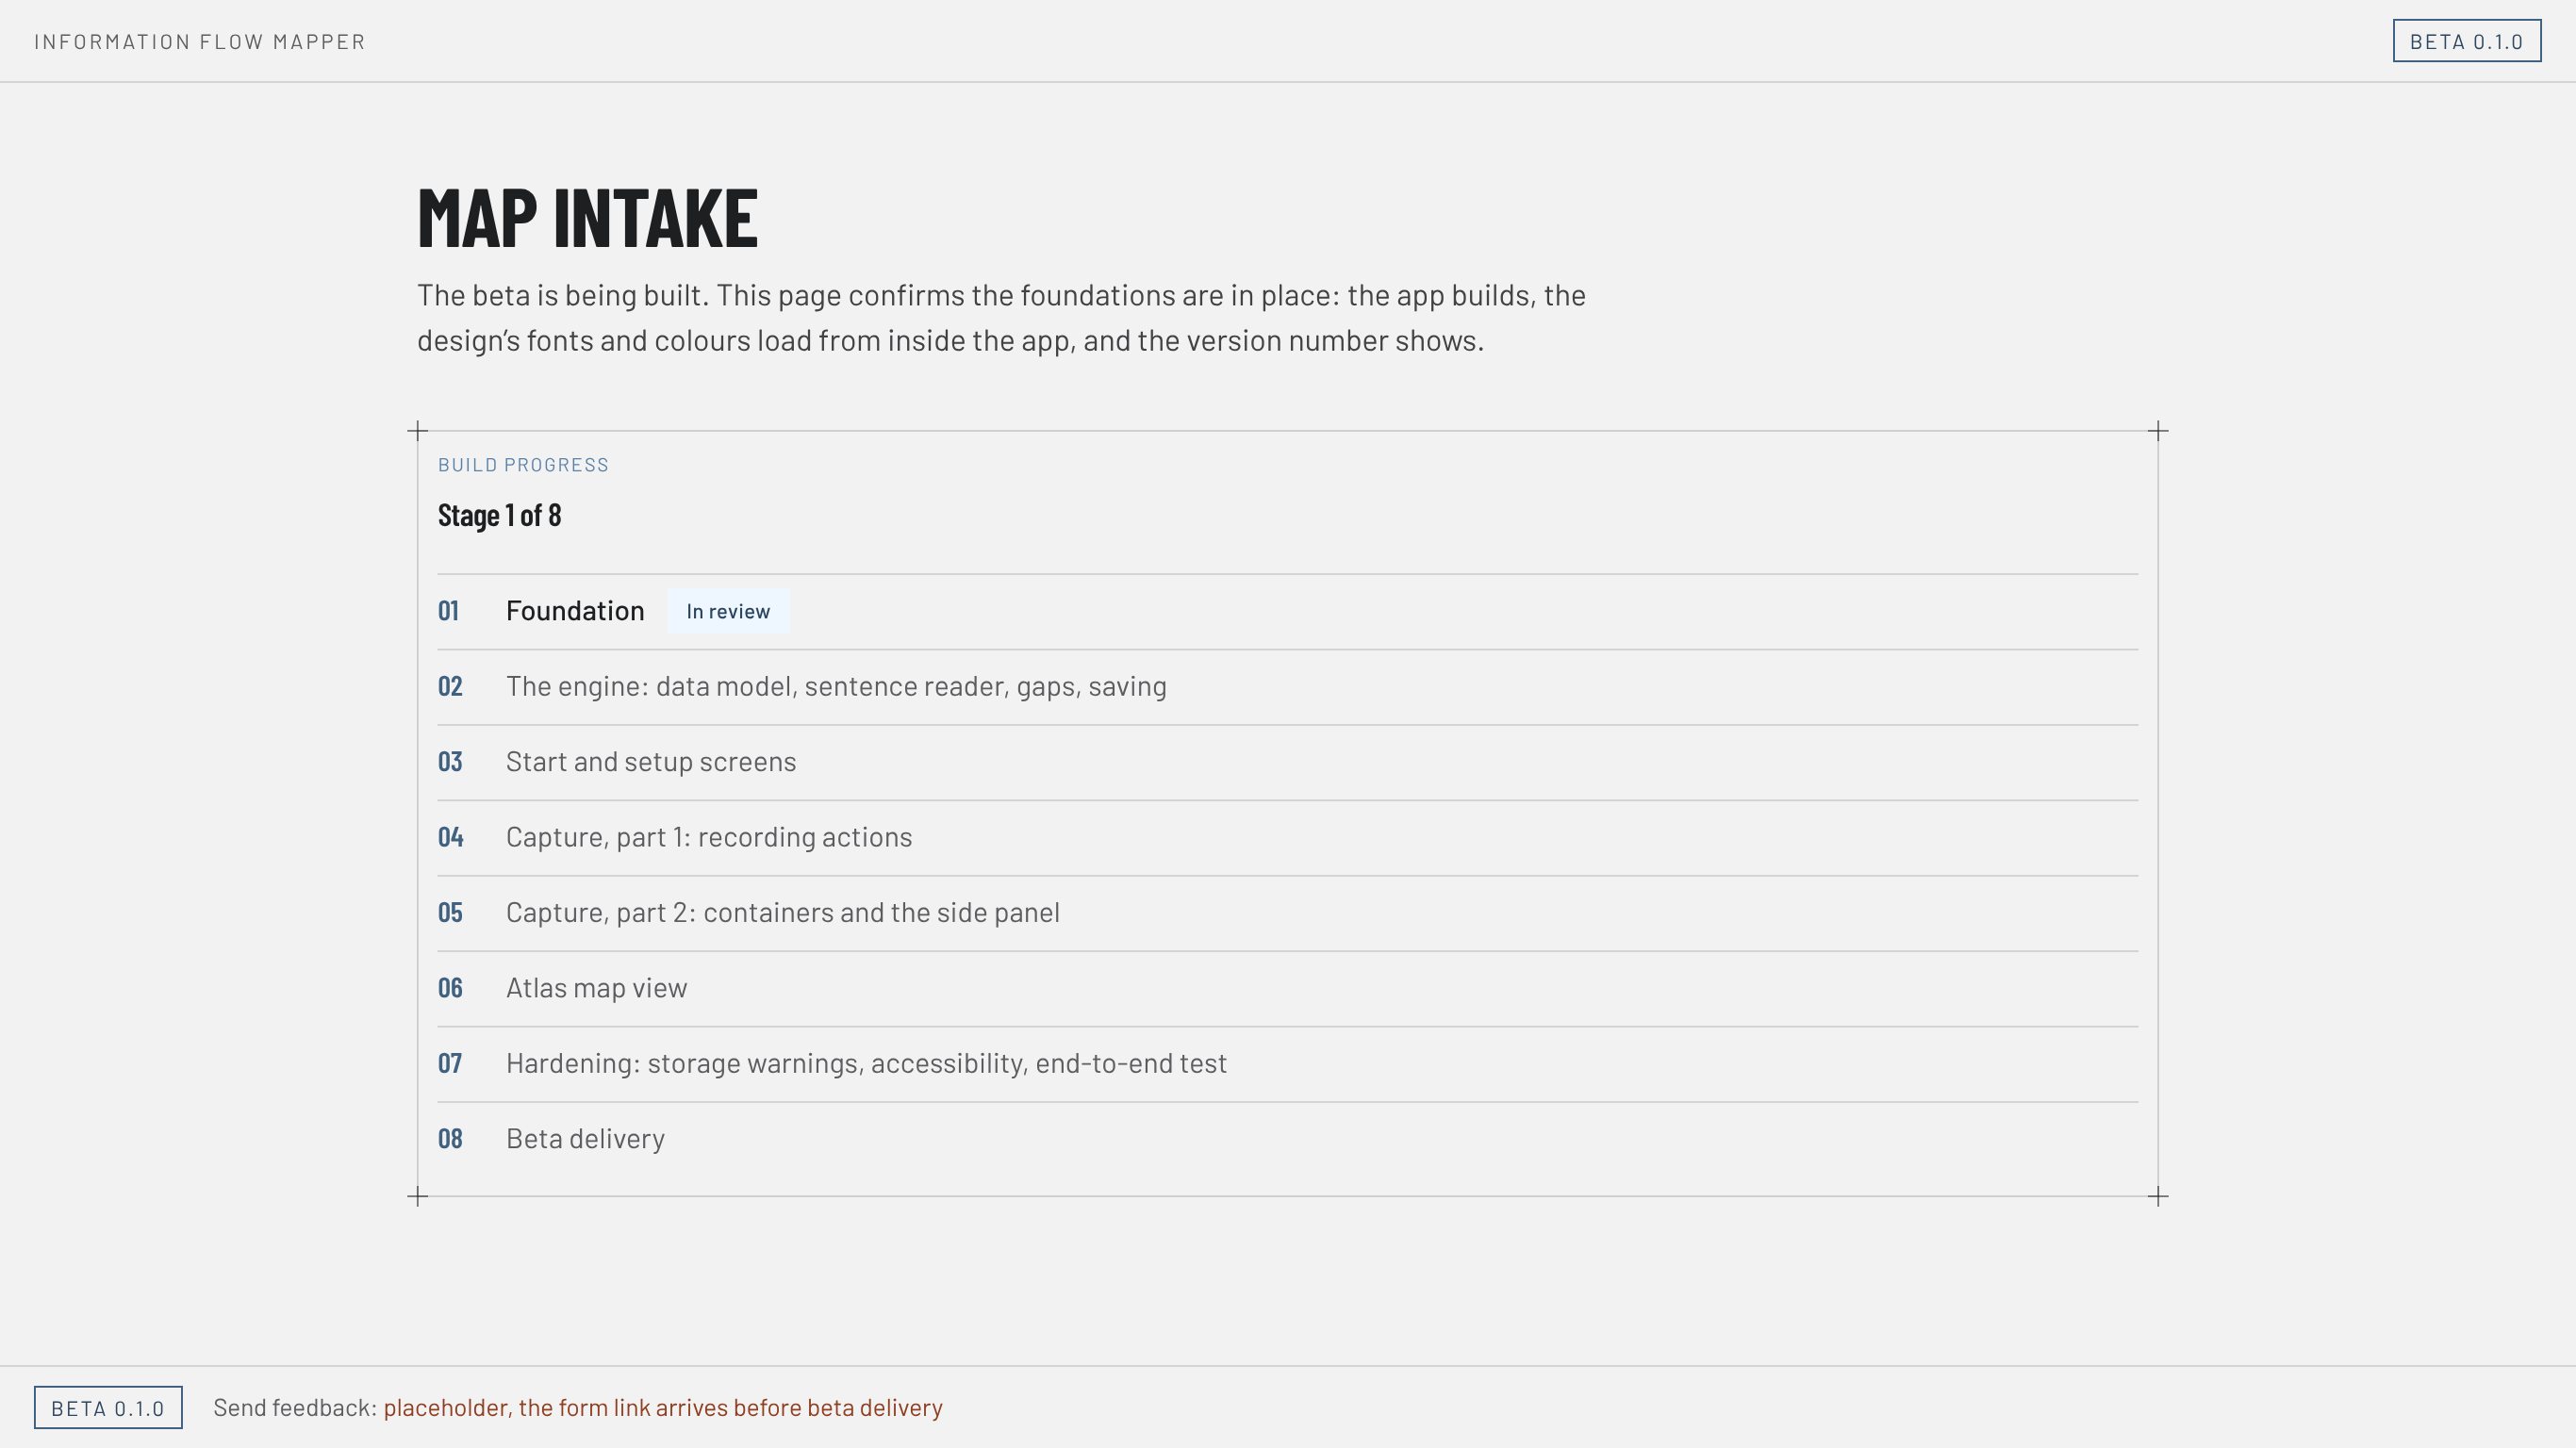 INFORMATION FLOW MAPPER
BETA 0.1.0
MAP INTAKE
The beta is being built. This page confirms the foundations are in place: the app builds, the
design’s fonts and colours load from inside the app, and the version number shows.
BUILD PROGRESS
Stage 1 of 8
01 Foundation In review
02 The engine: data model, sentence reader, gaps, saving
03 Start and setup screens
04 Capture, part 1: recording actions
05 Capture, part 2: containers and the side panel
06 Atlas map view
07 Hardening: storage warnings, accessibility, end-to-end test
08 Beta delivery
BETA 0.1.0 Send feedback: placeholder, the form link arrives before beta delivery